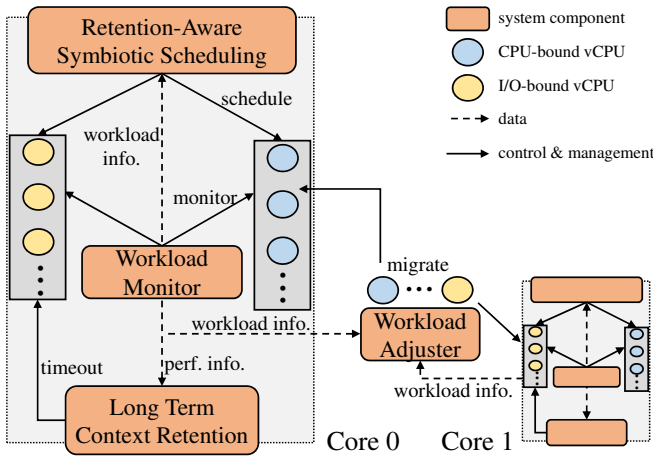 Retention-Aware
Symbiotic Scheduling
schedule
workload
info.
monitor
Workload
Monitor
workload info.
timeout
perf. info.
Long Term
Context Retention
Core 0
system component
CPU-bound vCPU
I/O-bound vCPU
data
control & management
migrate
Workload
Adjuster
workload info.
Core 1